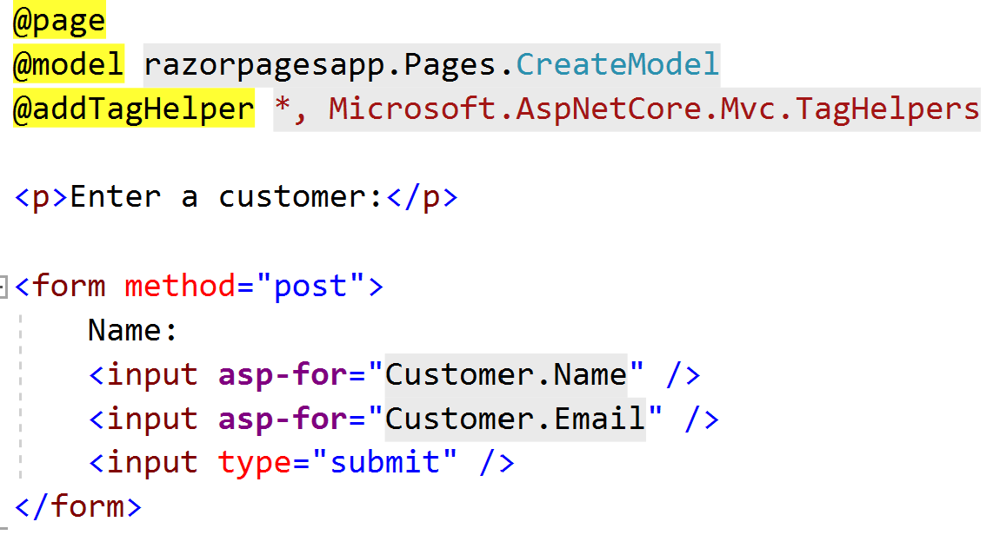 @page
@model razorpagesapp.Pages.CreateModel
@addTagHelper *, Microsoft.AspNetCore.Mvc.TagHelpers
<p>Enter a customer:</p>
<form method="post">
Name:
<input asp-for="Customer.Name" />
<input asp-for="Customer.Email" />
<input type="submit" />
</form>